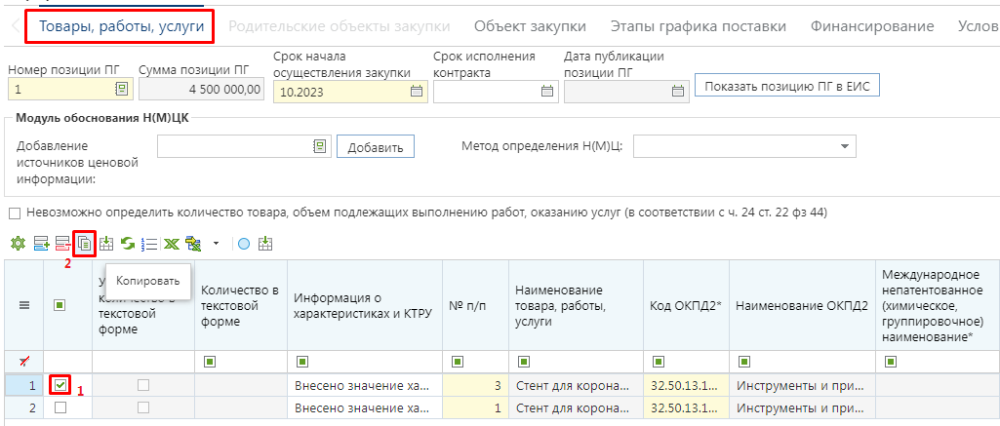 Товары, работы, услуги
Родительские объекты закупки
Объект закупки
Этапы графика поставки
Финансирование
Услов
Номер позиции ПГ
Сумма позиции ПГ
Срок начала
осуществления закупки
Срок исполнения
контракта
Дата публикации
позиции ПГ
1
4 500 000,00
10.2023
Показать позицию ПГ в ЕИС
Модуль обоснования Н(М)ЦК
Добавление
источников ценовой
информации:
Добавить
Метод определения Н(М)Ц:
Невозможно определить количество товара, объем подлежащих выполнению работ, оказанию услуг (в соответствии с ч. 24 ст. 22 фз 44)
2
Копировать
текстовой
форме
Количество в
текстовой
форме
Информация о
характеристиках и КТРУ
№ п/п
Наименование
товара, работы,
услуги
Код ОКПД2*
Наименование ОКПД2
Международное
непатентованное
(химическое,
группировочное)
наименование*
1
1
Внесено значение ха...
3
Стент для корона...
32.50.13.1...
Инструменты и при...
2
Внесено значение ха...
1
Стент для корона...
32.50.13.1...
Инструменты и при...